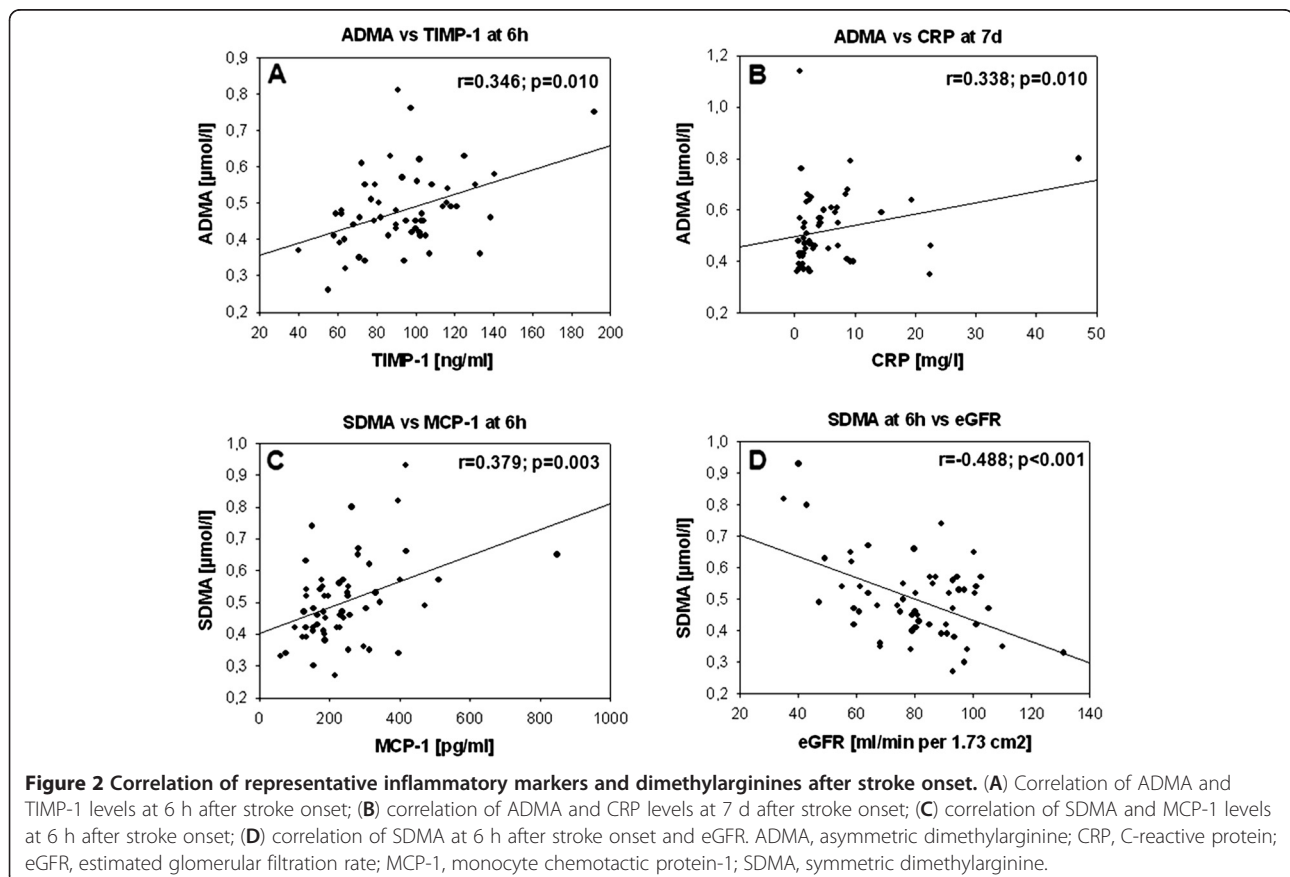 ADMA vs TIMP-1 at 6h
A
r=0.346; p=0.010
ADMA [µmol/l]
0,9
0,8
0,7
0,6
0,5
0,4
0,3
0,2
20 40 60 80 100 120 140 160 180 200
TIMP-1 [ng/ml]
ADMA vs CRP at 7d
B
r=0.338; p=0.010
ADMA [µmol/l]
1,2
1,0
0,8
0,6
0,4
0,2
0 10 20 30 40 50
CRP [mg/l]
SDMA vs MCP-1 at 6h
C
r=0.379; p=0.003
SDMA [µmol/l]
1,0
0,9
0,8
0,7
0,6
0,5
0,4
0,3
0,2
0 200 400 600 800 1000
MCP-1 [pg/ml]
SDMA at 6h vs eGFR
D
r=-0.488; p<0.001
SDMA [µmol/l]
1,0
0,9
0,8
0,7
0,6
0,5
0,4
0,3
0,2
20 40 60 80 100 120 140
eGFR [ml/min per 1.73 cm2]
Figure 2 Correlation of representative inflammatory markers and dimethylarginines after stroke onset. (A) Correlation of ADMA and
TIMP-1 levels at 6 h after stroke onset; (B) correlation of ADMA and CRP levels at 7 d after stroke onset; (C) correlation of SDMA and MCP-1 levels
at 6 h after stroke onset; (D) correlation of SDMA at 6 h after stroke onset and eGFR. ADMA, asymmetric dimethylarginine; CRP, C-reactive protein;
eGFR, estimated glomerular filtration rate; MCP-1, monocyte chemotactic protein-1; SDMA, symmetric dimethylarginine.